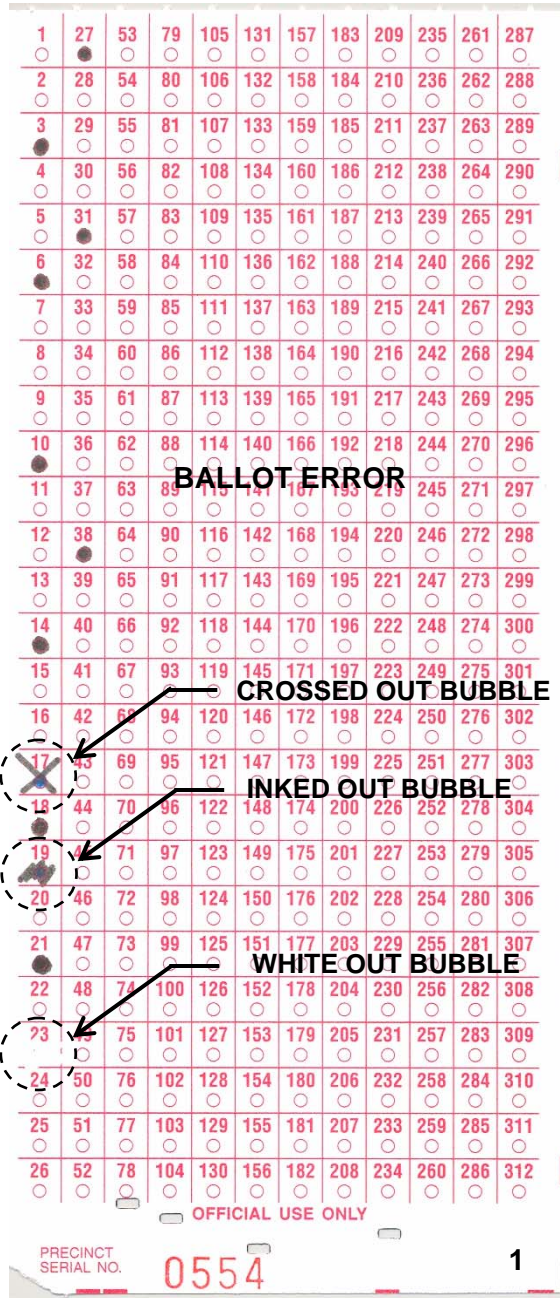 1 27 53 79 105 131 157 183 209 235 261 287
2 28 54 80 106 132 158 184 210 236 262 288
3 29 55 81 107 133 159 185 211 237 263 289
4 30 56 82 108 134 160 186 212 238 264 290
5 31 57 83 109 135 161 187 213 239 265 291
6 32 58 84 110 136 162 188 214 240 266 292
7 33 59 85 111 137 163 189 215 241 267 293
8 34 60 86 112 138 164 190 216 242 268 294
9 35 61 87 113 139 165 191 217 243 269 295
10 36 62 88 114 140 166 192 218 244 270 296
BALLOT ERROR
11 37 63 89 115 141 167 193 219 245 271 297
12 38 64 90 116 142 168 194 220 246 272 298
13 39 65 91 117 143 169 195 221 247 273 299
14 40 66 92 118 144 170 196 222 248 274 300
15 41 67 93 119 145 171 197 223 249 275 301
CROSSED OUT BUBBLE
16 42 68 94 120 146 172 198 224 250 276 302
17 69 95 121 147 173 199 225 251 277 303
INKED OUT BUBBLE
18 44 70 96 122 148 174 200 226 252 278 304
19 71 97 123 149 175 201 227 253 279 305
20 46 72 98 124 150 176 202 228 254 280 306
21 47 73 99 125 151 177 203 229 255 281 307
WHITE OUT BUBBLE
22 48 74 100 126 152 178 204 230 256 282 308
23 75 101 127 153 179 205 231 257 283 309
24 50 76 102 128 154 180 206 232 258 284 310
25 51 77 103 129 155 181 207 233 259 285 311
26 52 78 104 130 156 182 208 234 260 286 312
OFFICIAL USE ONLY
PRECINCT
SERIAL NO. 0554 1